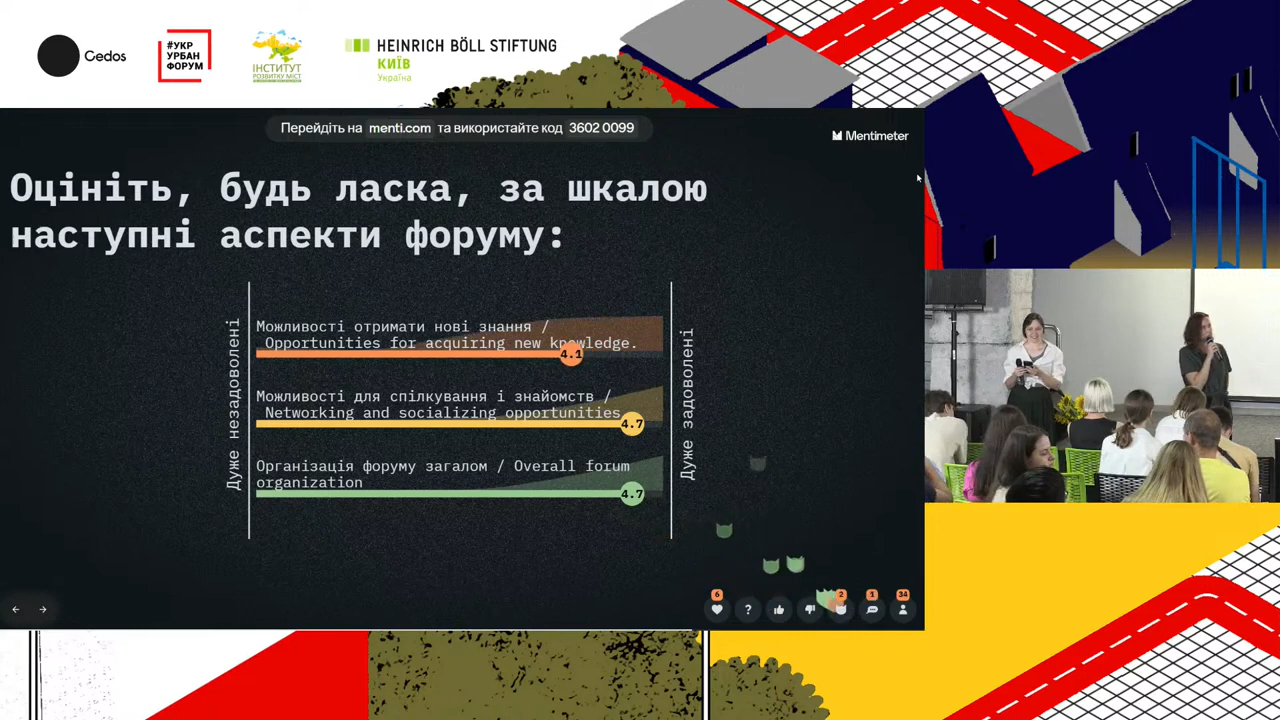 Cedos
#УКР
УРБАН
ФОРУМ
ІНСТИТУТ
РОЗВИТКУ МІСТ
HEINRICH BÖLL STIFTUNG
КИЇВ
Україна
Перейдіть на menti.com та використайте код 3602 0099
Mentimeter
Оцініть, будь ласка, за шкалою
наступні аспекти форуму:
Дуже незадоволені
Можливості отримати нові знання /
Opportunities for acquiring new knowledge.
4.1
Можливості для спілкування і знайомств /
Networking and socializing opportunities
4.7
Організація форуму загалом / Overall forum
organization
4.7
Дуже задоволені
6
?
2
1
34